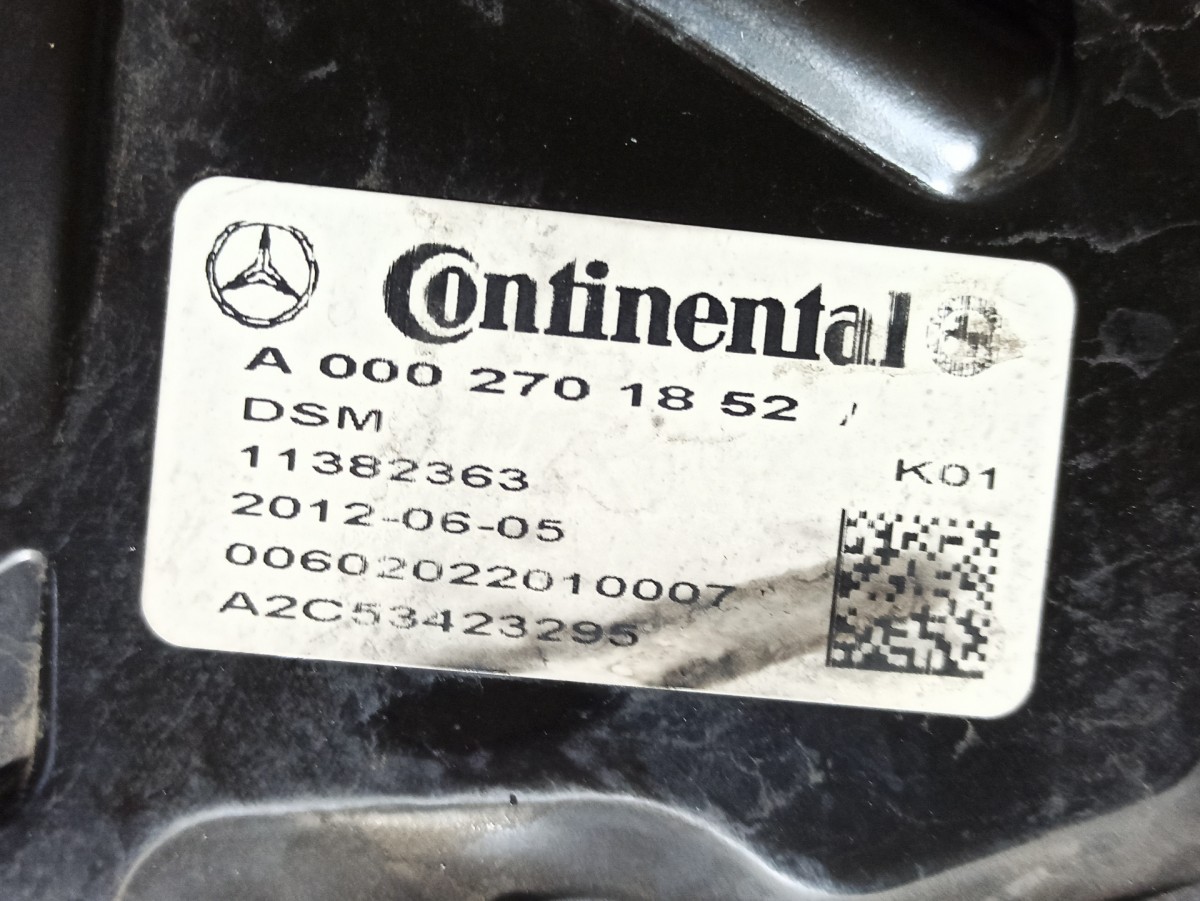 Continental
A 000 270 18 52
DSM
11382363
K01
2012-06-05
00602022010007
A2C53423295